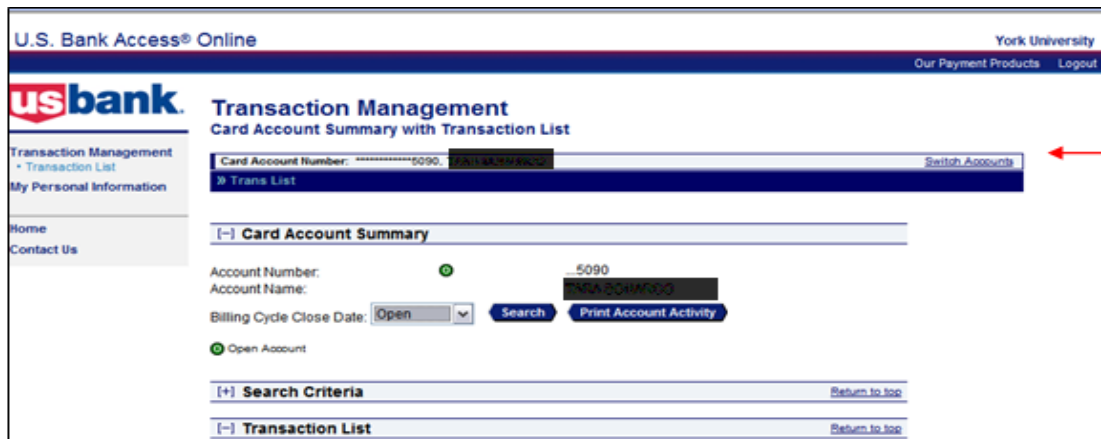 U.S. Bank Access® Online
York University
Our Payment Products Logout
usbank.
Transaction Management
Card Account Summary with Transaction List
Transaction Management
• Transaction List
My Personal Information
Home
Contact Us
Card Account Number: ************5090,
Switch Accounts
» Trans List
[-] Card Account Summary
Account Number: ...5090
Account Name:
Billing Cycle Close Date: Open Search Print Account Activity
Open Account
[+] Search Criteria Return to top
[-] Transaction List Return to top